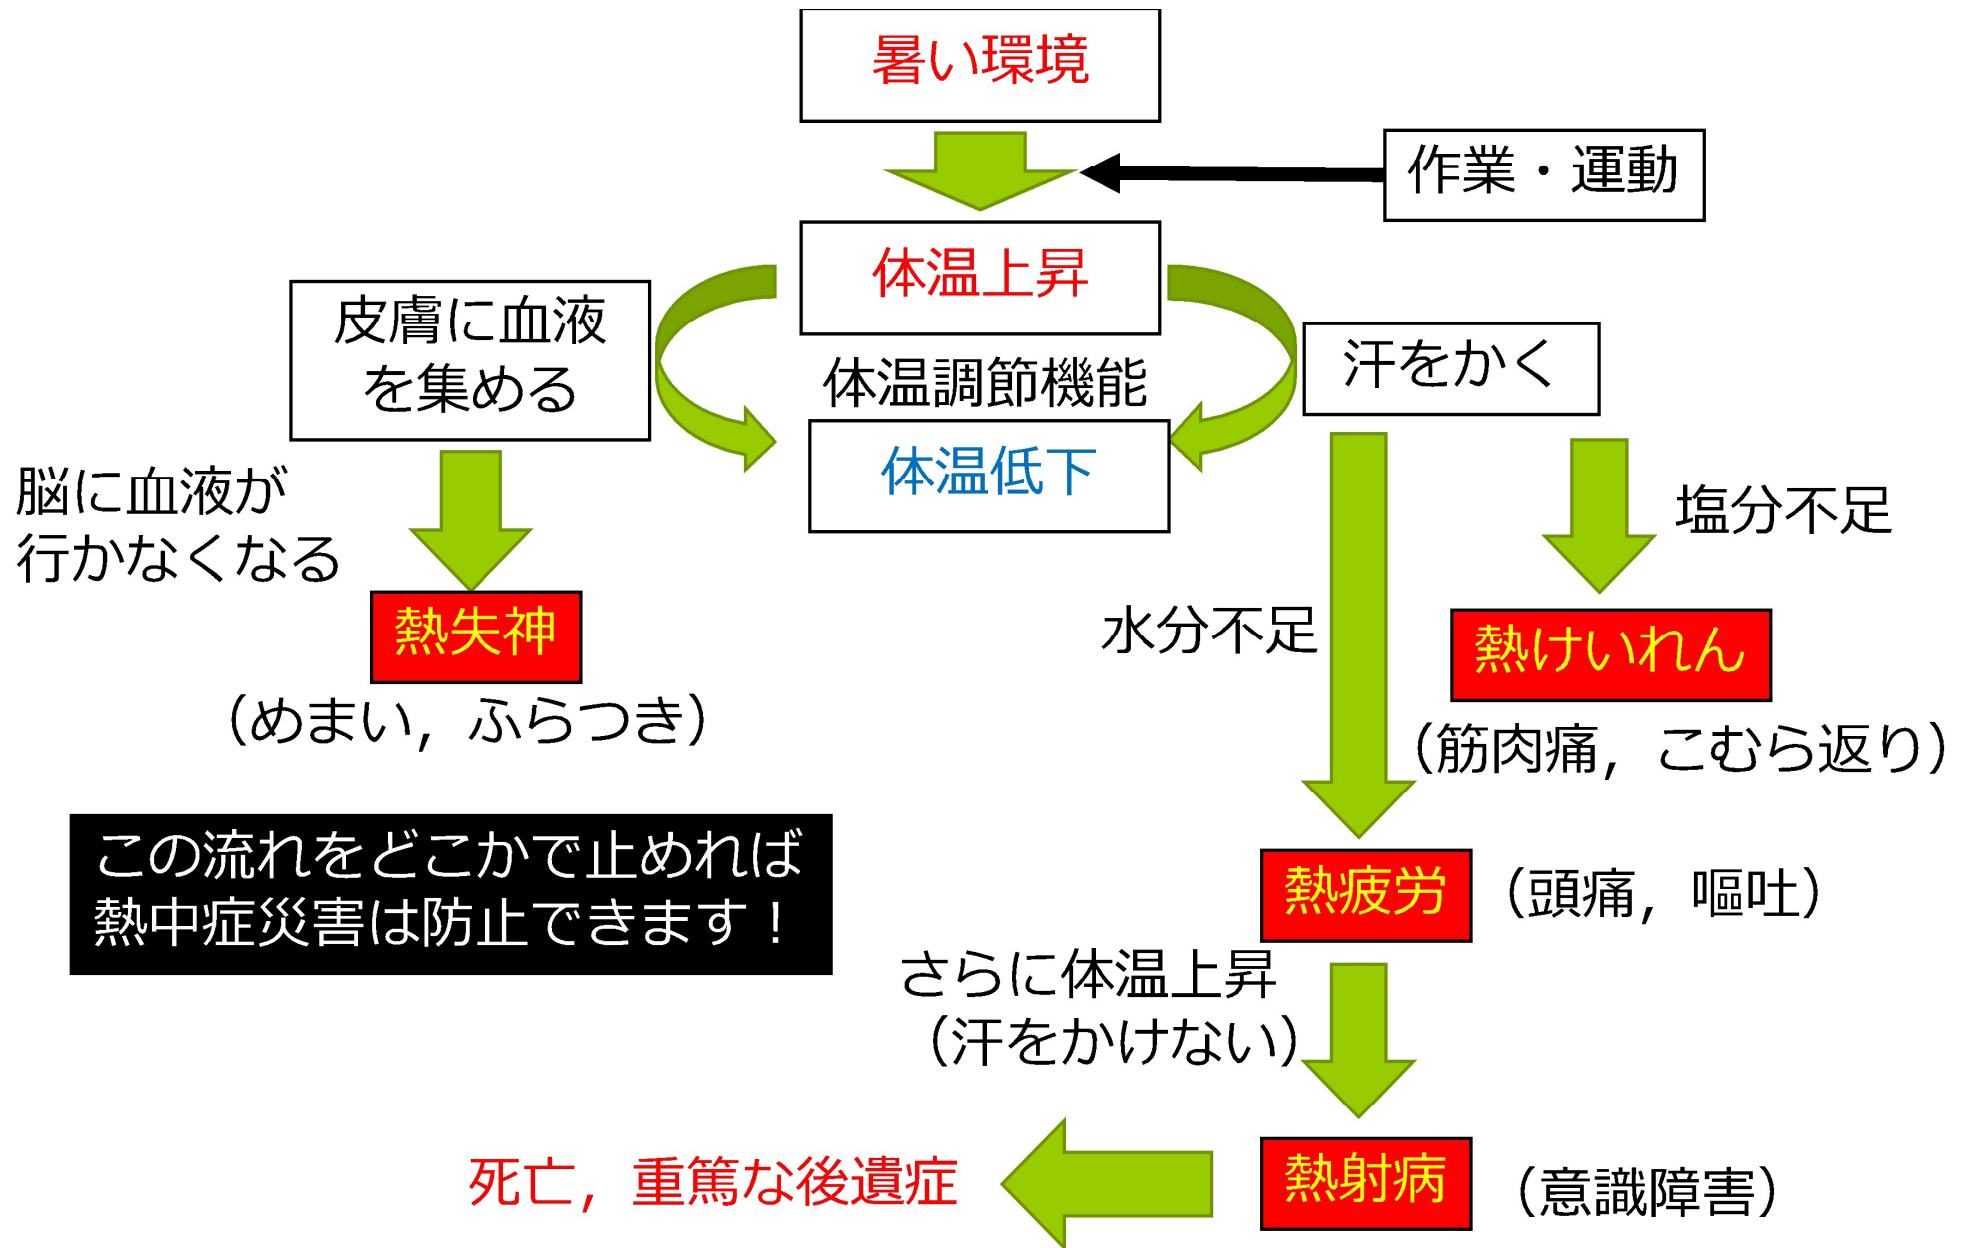 暑い環境
作業・運動
体温上昇
皮膚に血液
を集める
汗をかく
体温調節機能
体温低下
脳に血液が
行かなくなる
塩分不足
熱失神
水分不足
熱けいれん
（めまい，ふらつき）
（筋肉痛，こむら返り）
この流れをどこかで止めれば
熱中症災害は防止できます！
熱疲労
（頭痛，嘔吐）
さらに体温上昇
（汗をかけない）
死亡，重篤な後遺症
熱射病
（意識障害）